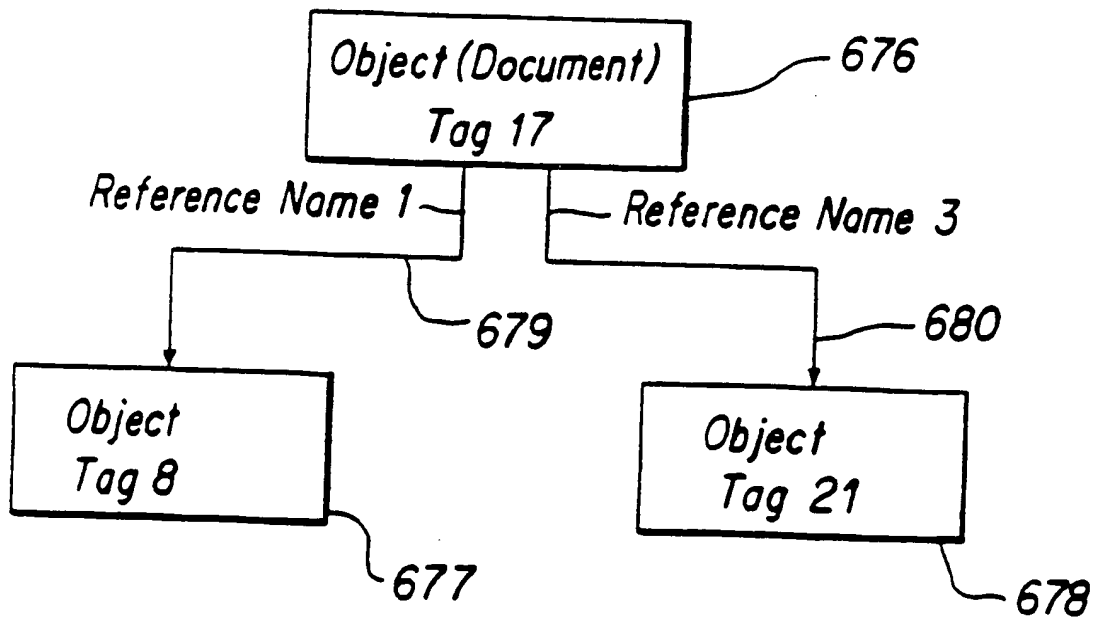 Object (Document)
Tag 17
676
Reference Name 1
Reference Name 3
679
680
Object
Tag 8
Object
Tag 21
677
678